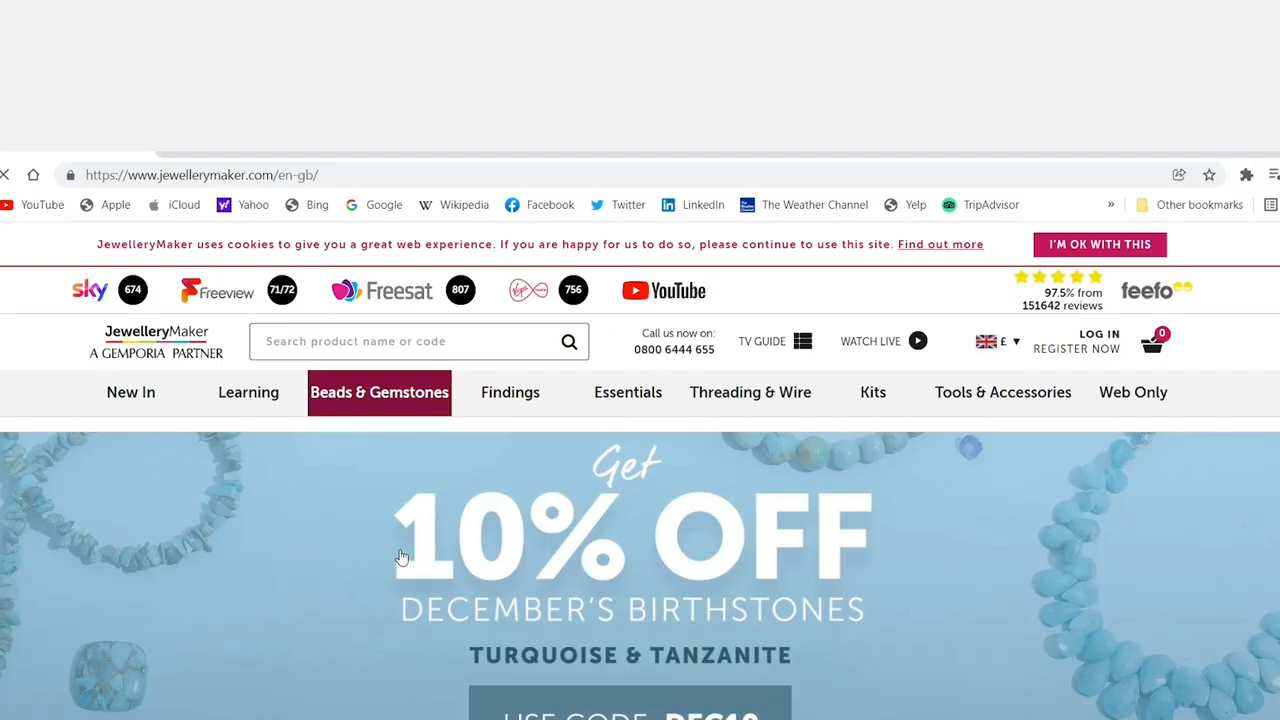 https://www.jewellerymaker.com/en-gb/
YouTube Apple iCloud Yahoo Bing Google Wikipedia Facebook Twitter LinkedIn The Weather Channel Yelp TripAdvisor » Other bookmarks
JewelleryMaker uses cookies to give you a great web experience. If you are happy for us to do so, please continue to use this site. Find out more
I'M OK WITH THIS
sky 674 Freeview 71/72 Freesat 807 Virgin media 756 YouTube
97.5% from
151642 reviews
feefo
JewelleryMaker
A GEMPORIA PARTNER
Search product name or code
Call us now on:
0800 6444 655
TV GUIDE
WATCH LIVE
£ ▼
LOG IN
REGISTER NOW
0
New In Learning Beads & Gemstones Findings Essentials Threading & Wire Kits Tools & Accessories Web Only
Get
10% OFF
DECEMBER'S BIRTHSTONES
TURQUOISE & TANZANITE
USE CODE DEC10